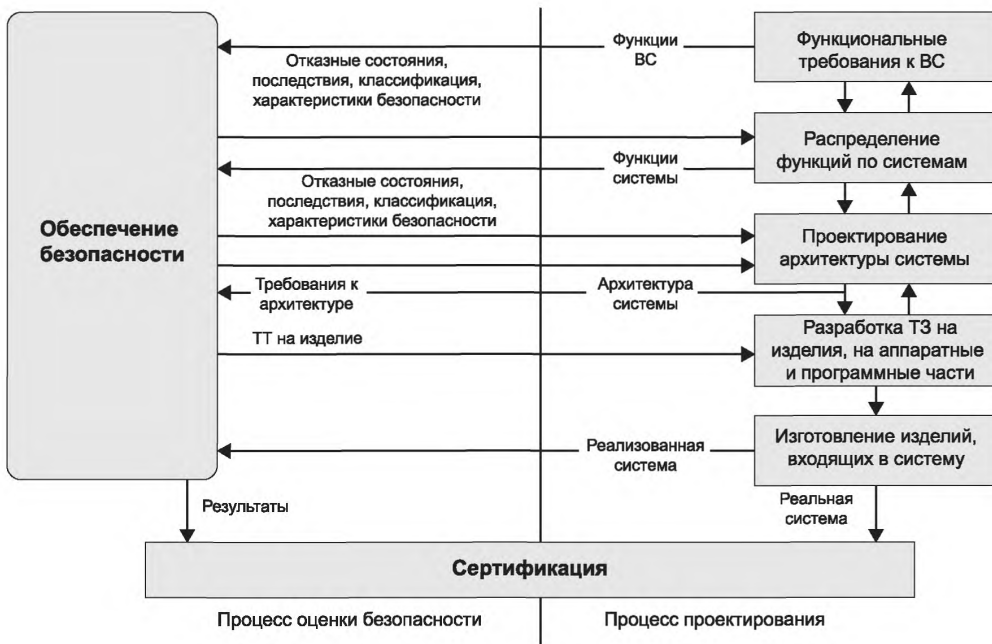 Функции
ВС
Функциональные
требования к ВС
Отказные состояния,
последствия, классификация,
характеристики безопасности
Распределение
функций по системам
Функции
системы
Отказные состояния,
последствия, классификация,
характеристики безопасности
Обеспечение
безопасности
Проектирование
архитектуры системы
Требования к
архитектуре
Архитектура
системы
ТТ на изделие
Разработка ТЗ на
изделия, на аппаратные
и программные части
Реализованная
система
Изготовление изделий,
входящих в систему
Результаты
Реальная
система
Сертификация
Процесс оценки безопасности
Процесс проектирования